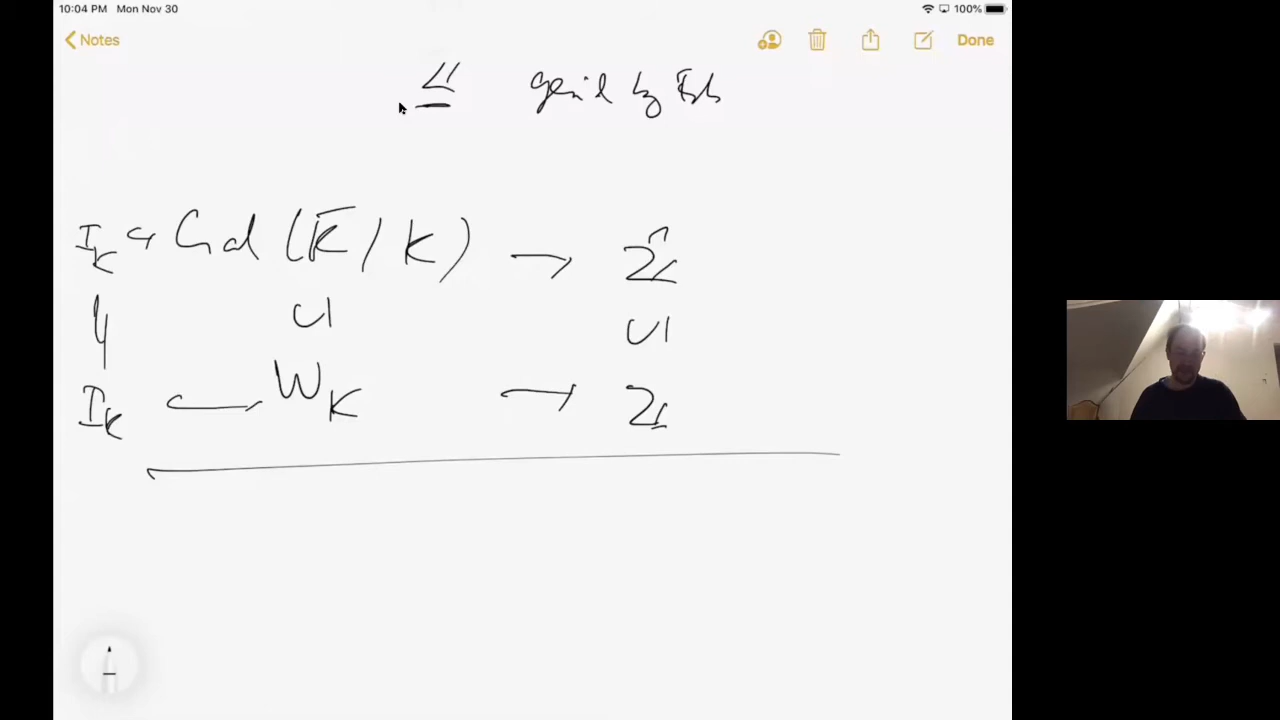 10:04 PM Mon Nov 30 100%
Notes Done
ℤ gen'd by Frob
I_K ↪ Gal(K̄/K) → ℤ̂
∪| ∪|
I_K ← W_K → ℤ